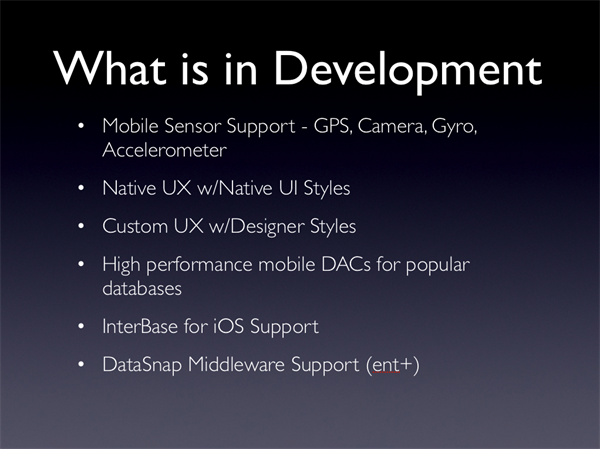 What is in Development
• Mobile Sensor Support - GPS, Camera, Gyro,
Accelerometer
• Native UX w/Native UI Styles
• Custom UX w/Designer Styles
• High performance mobile DACs for popular
databases
• InterBase for iOS Support
• DataSnap Middleware Support (ent+)